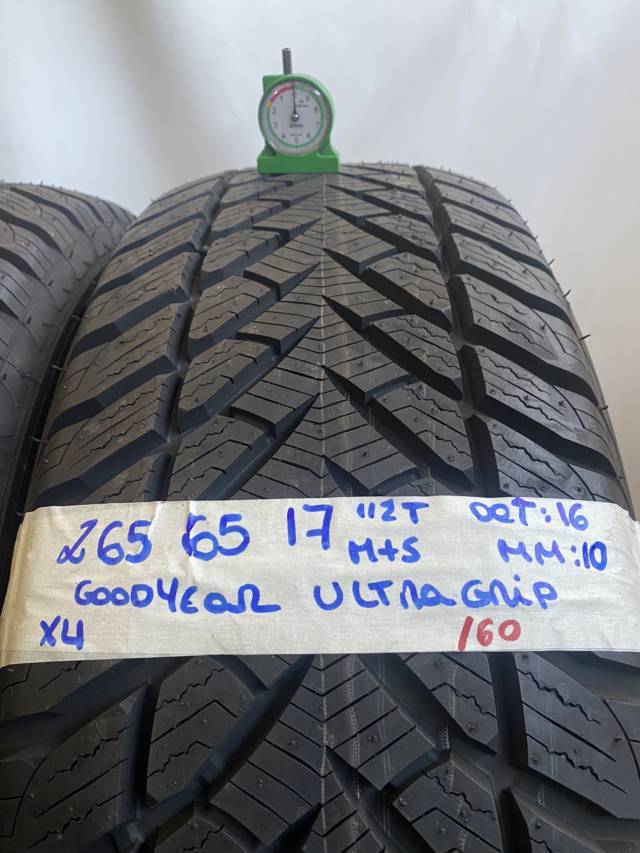 265 65 17 112T DOT:16
M+S MM:10
GOODYEAR ULTRAGRIP
X4 160